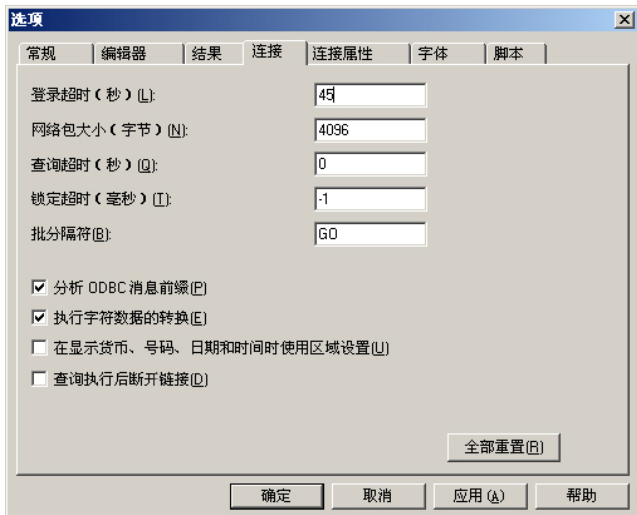 选项
常规 编辑器 结果 连接 连接属性 字体 脚本
登录超时(秒)(L): 45
网络包大小(字节)(N): 4096
查询超时(秒)(Q): 0
锁定超时(毫秒)(T): -1
批分隔符(B): GO
分析 ODBC 消息前缀(P)
执行字符数据的转换(E)
在显示货币、号码、日期和时间时使用区域设置(U)
查询执行后断开链接(D)
全部重置(R)
确定 取消 应用(A) 帮助